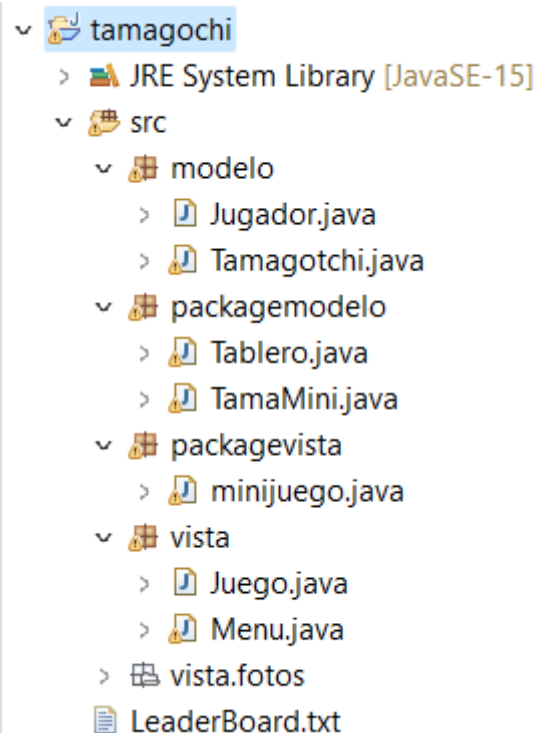 tamagochi
JRE System Library [JavaSE-15]
src
modelo
Jugador.java
Tamagotchi.java
packagemodelo
Tablero.java
TamaMini.java
packagevista
minijuego.java
vista
Juego.java
Menu.java
vista.fotos
LeaderBoard.txt